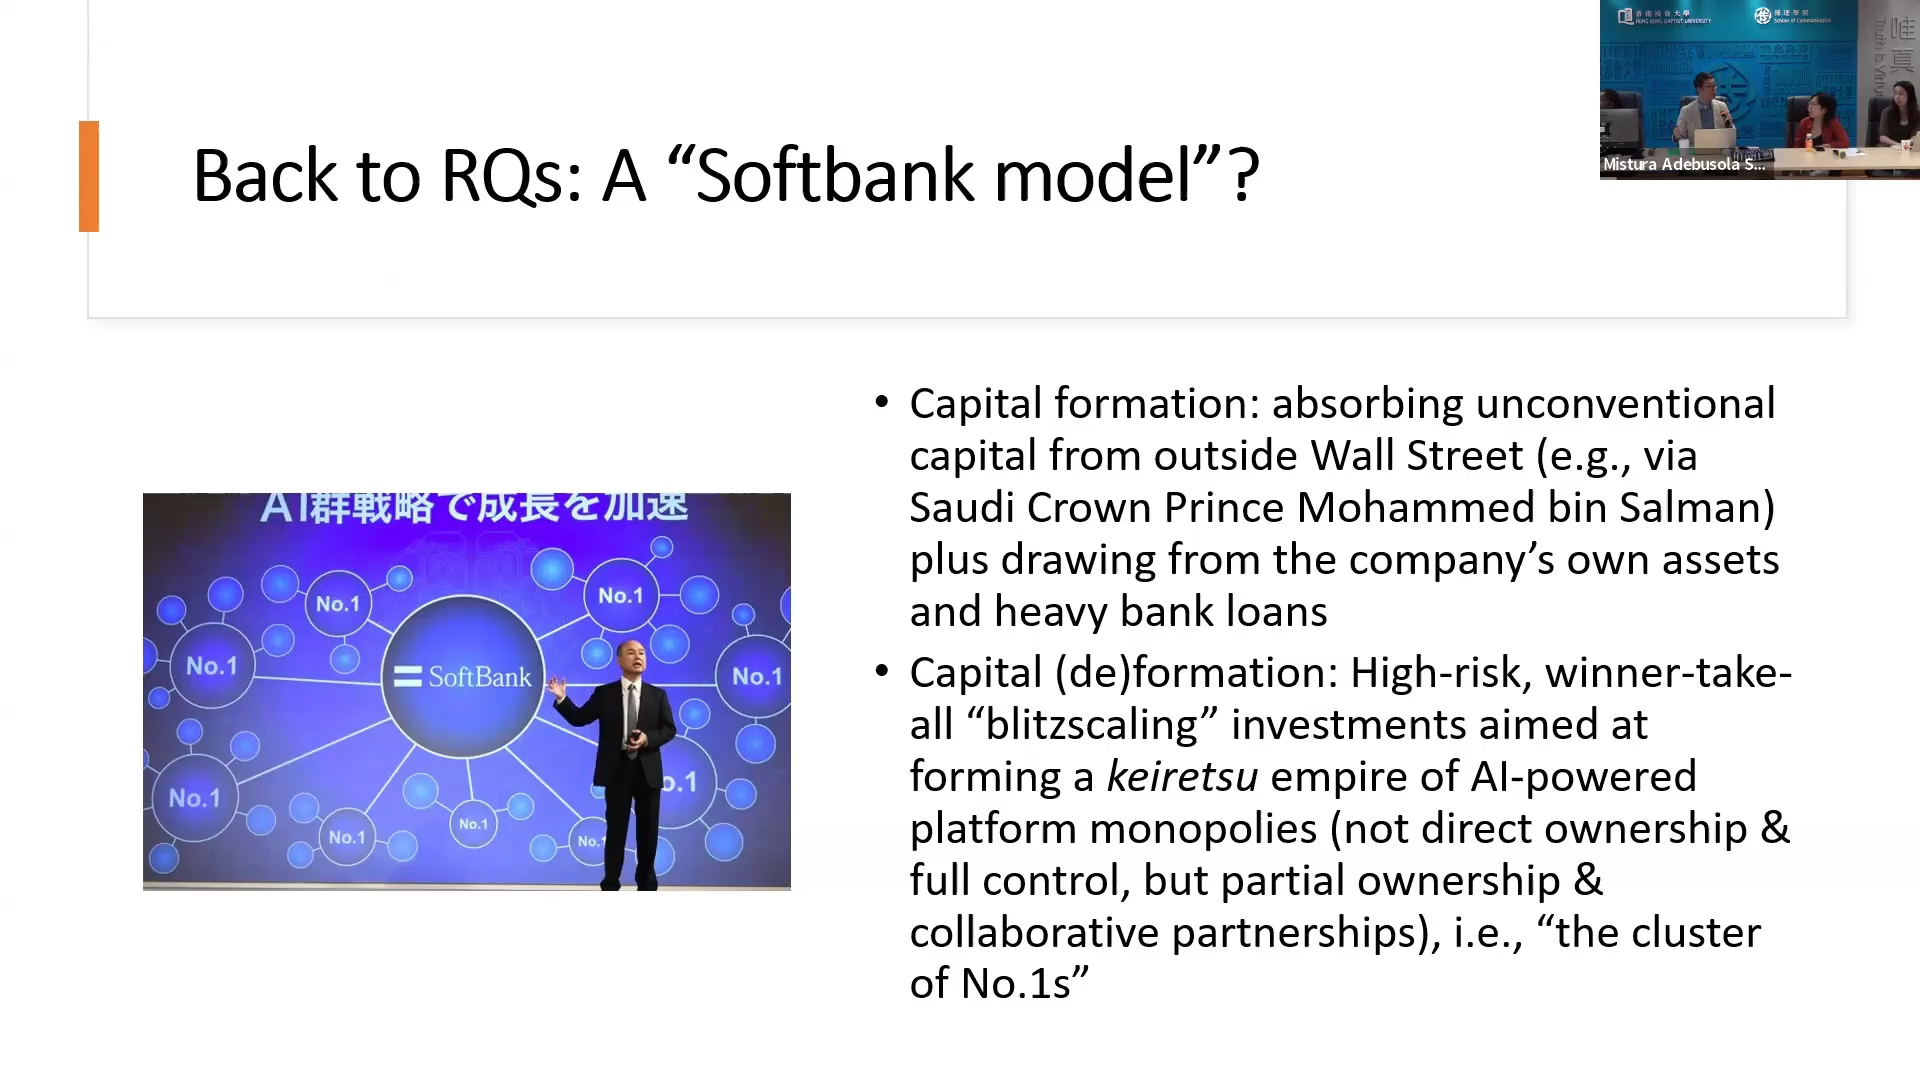 Back to RQs: A “Softbank model”?
香港浸會大學
HONG KONG BAPTIST UNIVERSITY
傳理學院
School of Communication
唯真
Truth is Virtue
Mistura Adebusola S...
AI群戦略で成長を加速
No.1
No.1
No.1
SoftBank
No.1
No.1
No.1
No.1
No.1
o.1
• Capital formation: absorbing unconventional
capital from outside Wall Street (e.g., via
Saudi Crown Prince Mohammed bin Salman)
plus drawing from the company’s own assets
and heavy bank loans
• Capital (de)formation: High-risk, winner-take-
all “blitzscaling” investments aimed at
forming a keiretsu empire of AI-powered
platform monopolies (not direct ownership &
full control, but partial ownership &
collaborative partnerships), i.e., “the cluster
of No.1s”